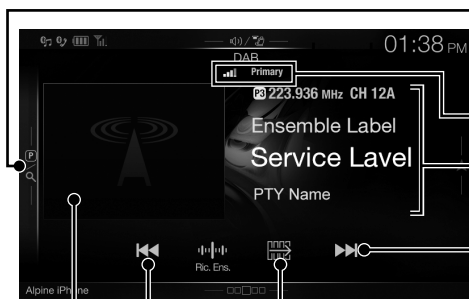 01:38 PM
DAB
Primary
P3 223.936 MHz CH 12A
Ensemble Label
Service Lavel
PTY Name
P
Ric. Ens.
Alpine iPhone